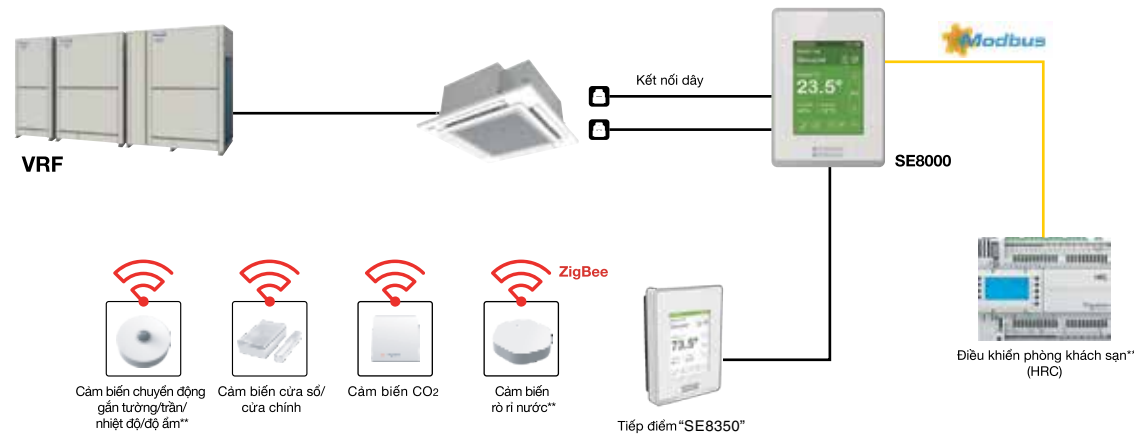 Modbus
Kết nối dây
23.5°
VRF
SE8000
ZigBee
73.5°
Cảm biến chuyển động
gắn tường/trần/
nhiệt độ/độ ẩm**
Cảm biến cửa sổ/
cửa chính
Cảm biến CO2
Cảm biến
rò rỉ nước**
Tiếp điểm “SE8350”
Điều khiển phòng khách sạn**
(HRC)